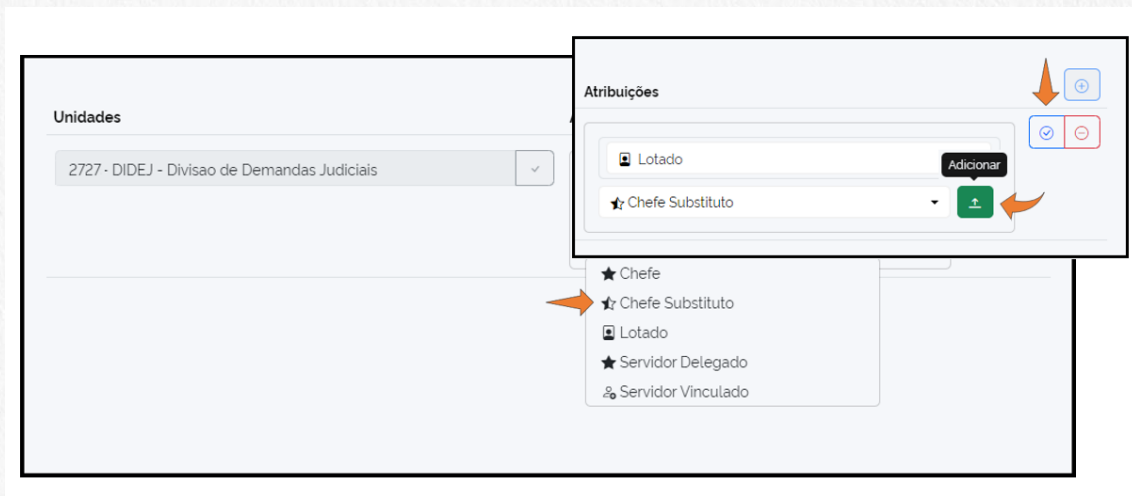 Unidades
2727 - DIDEJ - Divisao de Demandas Judiciais
Atribuições
Lotado
Adicionar
Chefe Substituto
Chefe
Chefe Substituto
Lotado
Servidor Delegado
Servidor Vinculado